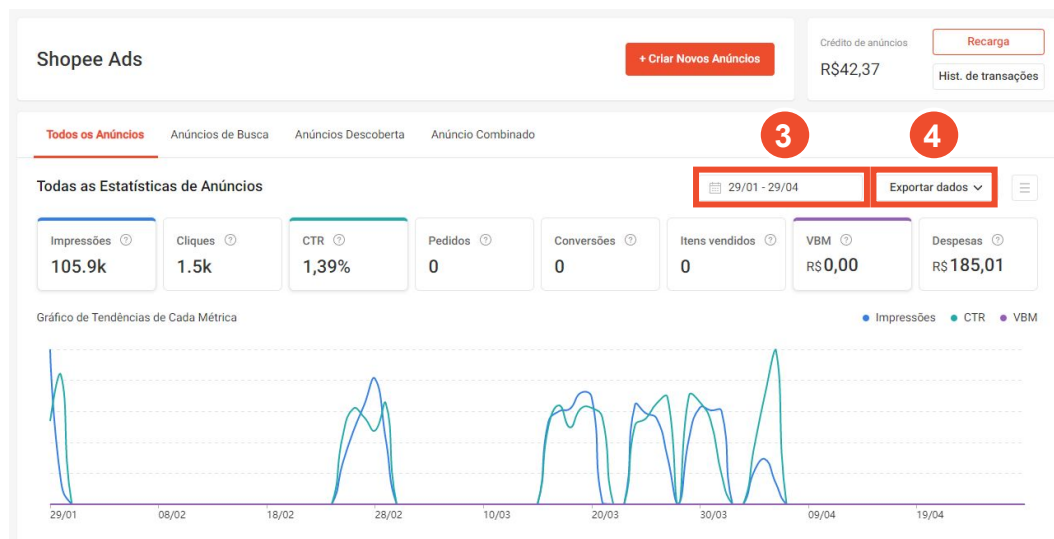 Shopee Ads
+ Criar Novos Anúncios
Crédito de anúncios
R$42,37
Recarga
Hist. de transações
Todos os Anúncios
Anúncios de Busca
Anúncios Descoberta
Anúncio Combinado
3
4
Todas as Estatísticas de Anúncios
29/01 - 29/04
Exportar dados
Impressões ?
105.9k
Cliques ?
1.5k
CTR ?
1,39%
Pedidos ?
0
Conversões ?
0
Itens vendidos ?
0
VBM ?
R$0,00
Despesas ?
R$185,01
Gráfico de Tendências de Cada Métrica
Impressões
CTR
VBM
29/01
08/02
18/02
28/02
10/03
20/03
30/03
09/04
19/04